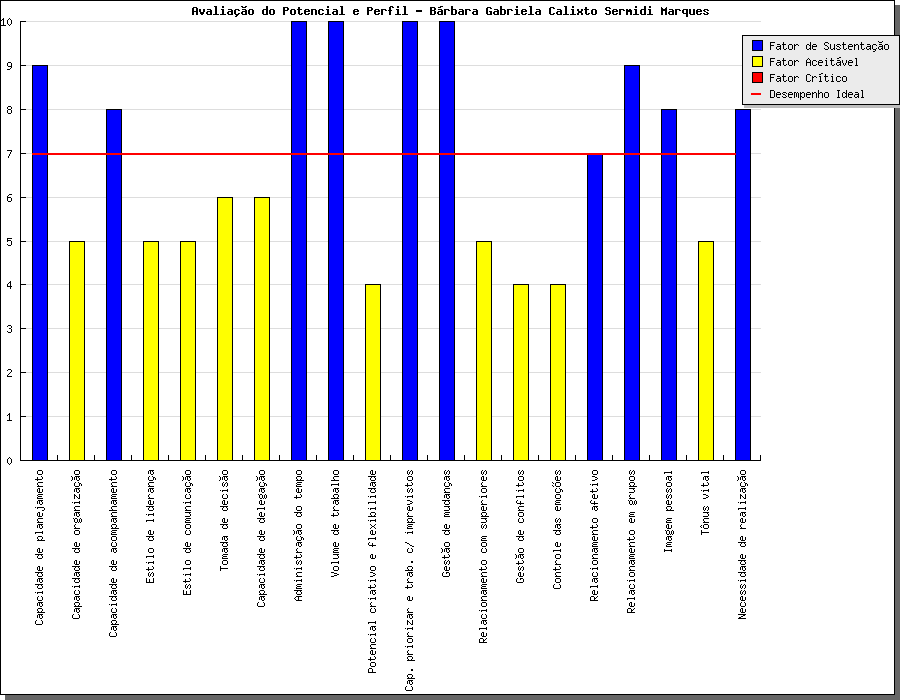 Avaliação do Potencial e Perfil - Bárbara Gabriela Calixto Sermidi Marques
Fator de Sustentação
Fator Aceitável
Fator Crítico
Desempenho Ideal
10
9
8
7
6
5
4
3
2
1
0
Capacidade de planejamento
Capacidade de organização
Capacidade de acompanhamento
Estilo de liderança
Estilo de comunicação
Tomada de decisão
Capacidade de delegação
Administração do tempo
Volume de trabalho
Potencial criativo e flexibilidade
Cap. priorizar e trab. c/ imprevistos
Gestão de mudanças
Relacionamento com superiores
Gestão de conflitos
Controle das emoções
Relacionamento afetivo
Relacionamento em grupos
Imagem pessoal
Tônus vital
Necessidade de realização